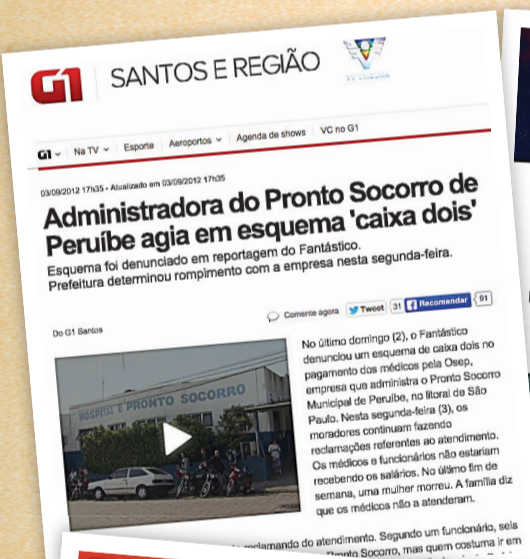 G1 SANTOS E REGIÃO
G1 Na TV Esporte Aeroportos Agenda de shows VC no G1
03/09/2012 17h35 - Atualizado em 03/09/2012 17h35
Administradora do Pronto Socorro de
Peruíbe agia em esquema 'caixa dois'
Esquema foi denunciado em reportagem do Fantástico.
Prefeitura determinou rompimento com a empresa nesta segunda-feira.
Comente agora Tweet 31 Recomendar 91
Do G1 Santos
HOSPITAL E PRONTO SOCORRO
No último domingo (2), o Fantástico
denunciou um esquema de caixa dois no
pagamento dos médicos pela Osep,
empresa que administra o Pronto Socorro
Municipal de Peruíbe, no litoral de São
Paulo. Nesta segunda-feira (3), os
moradores continuam fazendo
reclamações referentes ao atendimento.
Os médicos e funcionários não estariam
recebendo os salários. No último fim de
semana, uma mulher morreu. A família diz
que os médicos não a atenderam.
reclamando do atendimento. Segundo um funcionário, seis
Pronto Socorro, mas quem costuma ir em